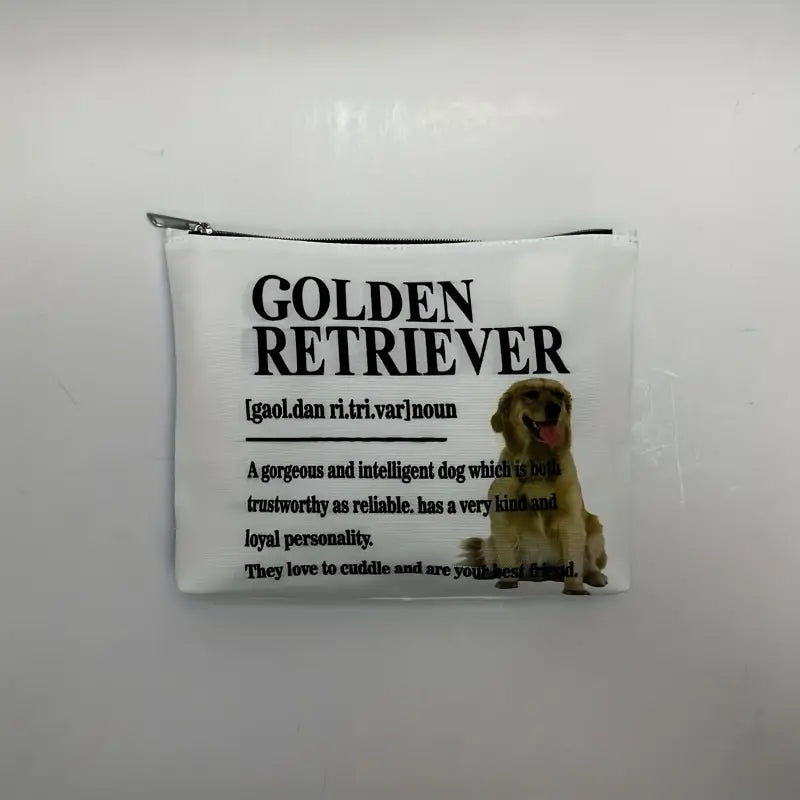 GOLDEN
RETRIEVER
[gaol.dan ri.tri.var]noun
A gorgeous and intelligent dog which is both
trustworthy as reliable. has a very kind and
loyal personality.
They love to cuddle and are your best friend.